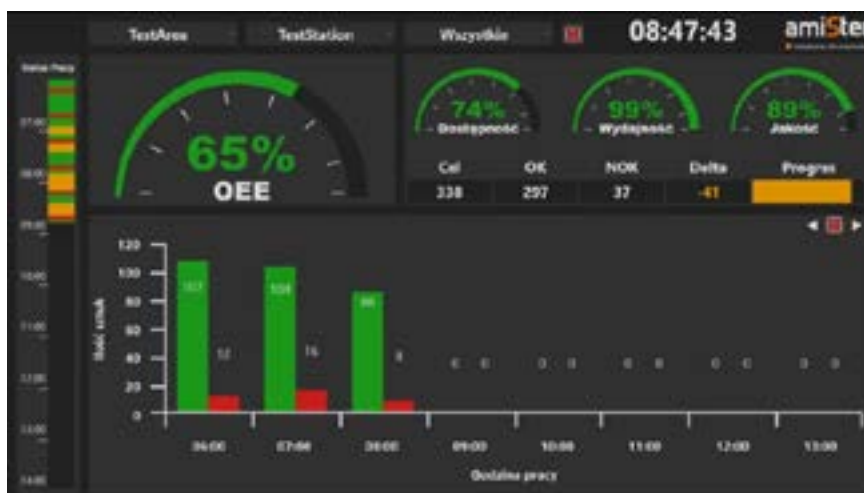 TestArea TestStation Wszystkie 08:47:43
Status Pracy
65%
OEE
74%
Dostępność
99%
Wydajność
89%
Jakość
Cel OK NOK Delta Progres
338 297 37 -41
07:00
08:00
09:00
10:00
11:00
12:00
13:00
14:00
Ilość sztuk
120
100
80
60
40
20
0
107 104 86
12 16 8
0 0 0 0 0 0 0 0 0 0
06:00 07:00 08:00 09:00 10:00 11:00 12:00 13:00
Godzina pracy